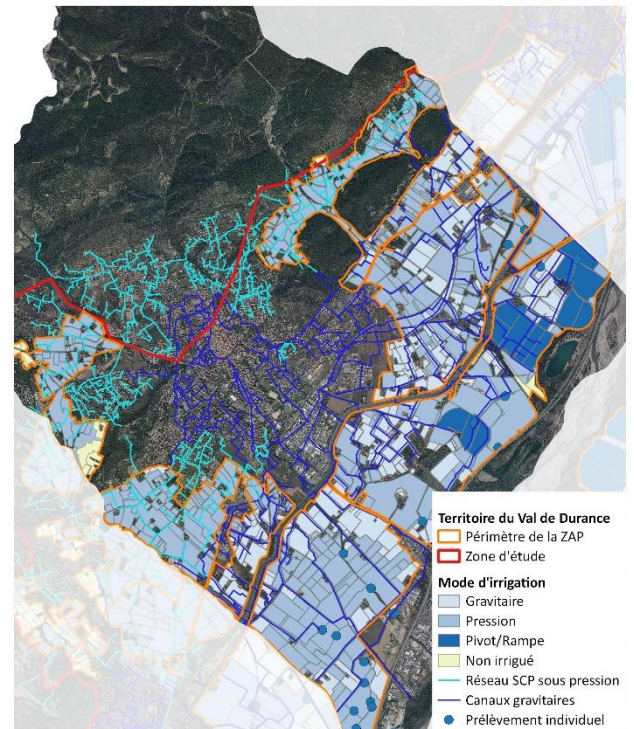 Territoire du Val de Durance
Périmètre de la ZAP
Zone d'étude
Mode d'irrigation
Gravitaire
Pression
Pivot/Rampe
Non irrigué
Réseau SCP sous pression
Canaux gravitaires
Prélèvement individuel